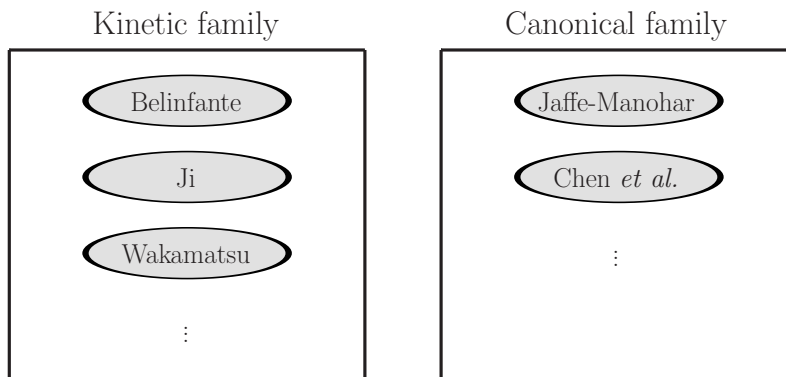 Kinetic family
Belinfante
Ji
Wakamatsu
⋮
Canonical family
Jaffe-Manohar
Chen et al.
⋮